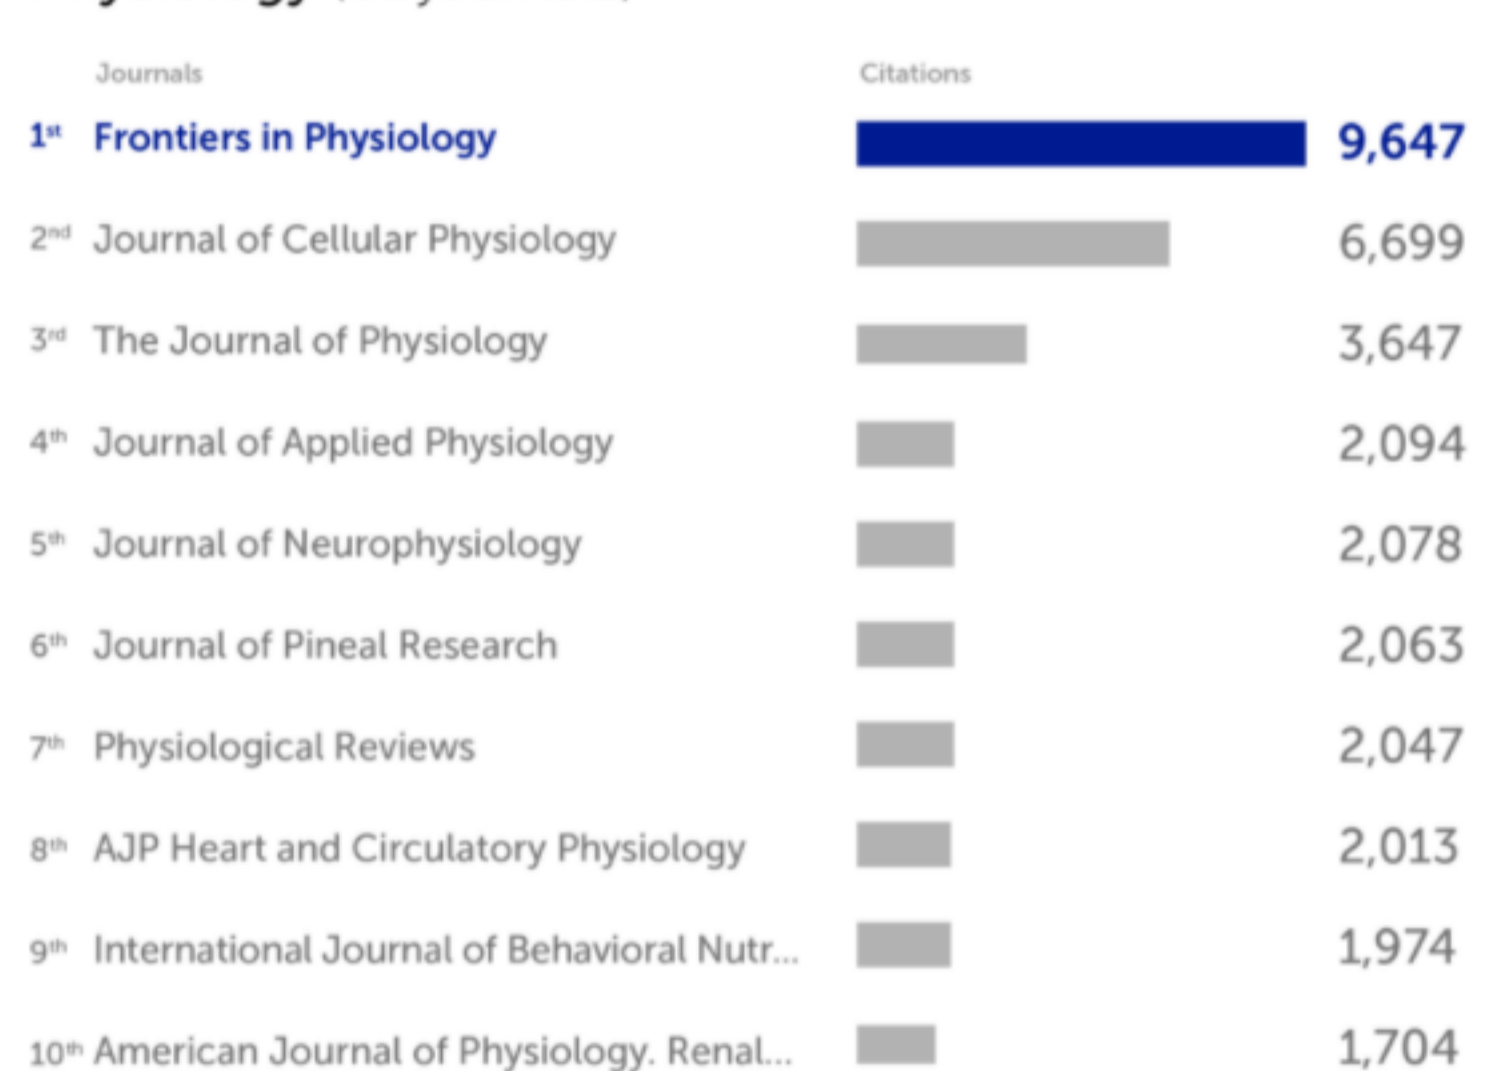 Journals Citations
1st Frontiers in Physiology 9,647
2nd Journal of Cellular Physiology 6,699
3rd The Journal of Physiology 3,647
4th Journal of Applied Physiology 2,094
5th Journal of Neurophysiology 2,078
6th Journal of Pineal Research 2,063
7th Physiological Reviews 2,047
8th AJP Heart and Circulatory Physiology 2,013
9th International Journal of Behavioral Nutr... 1,974
10th American Journal of Physiology. Renal... 1,704